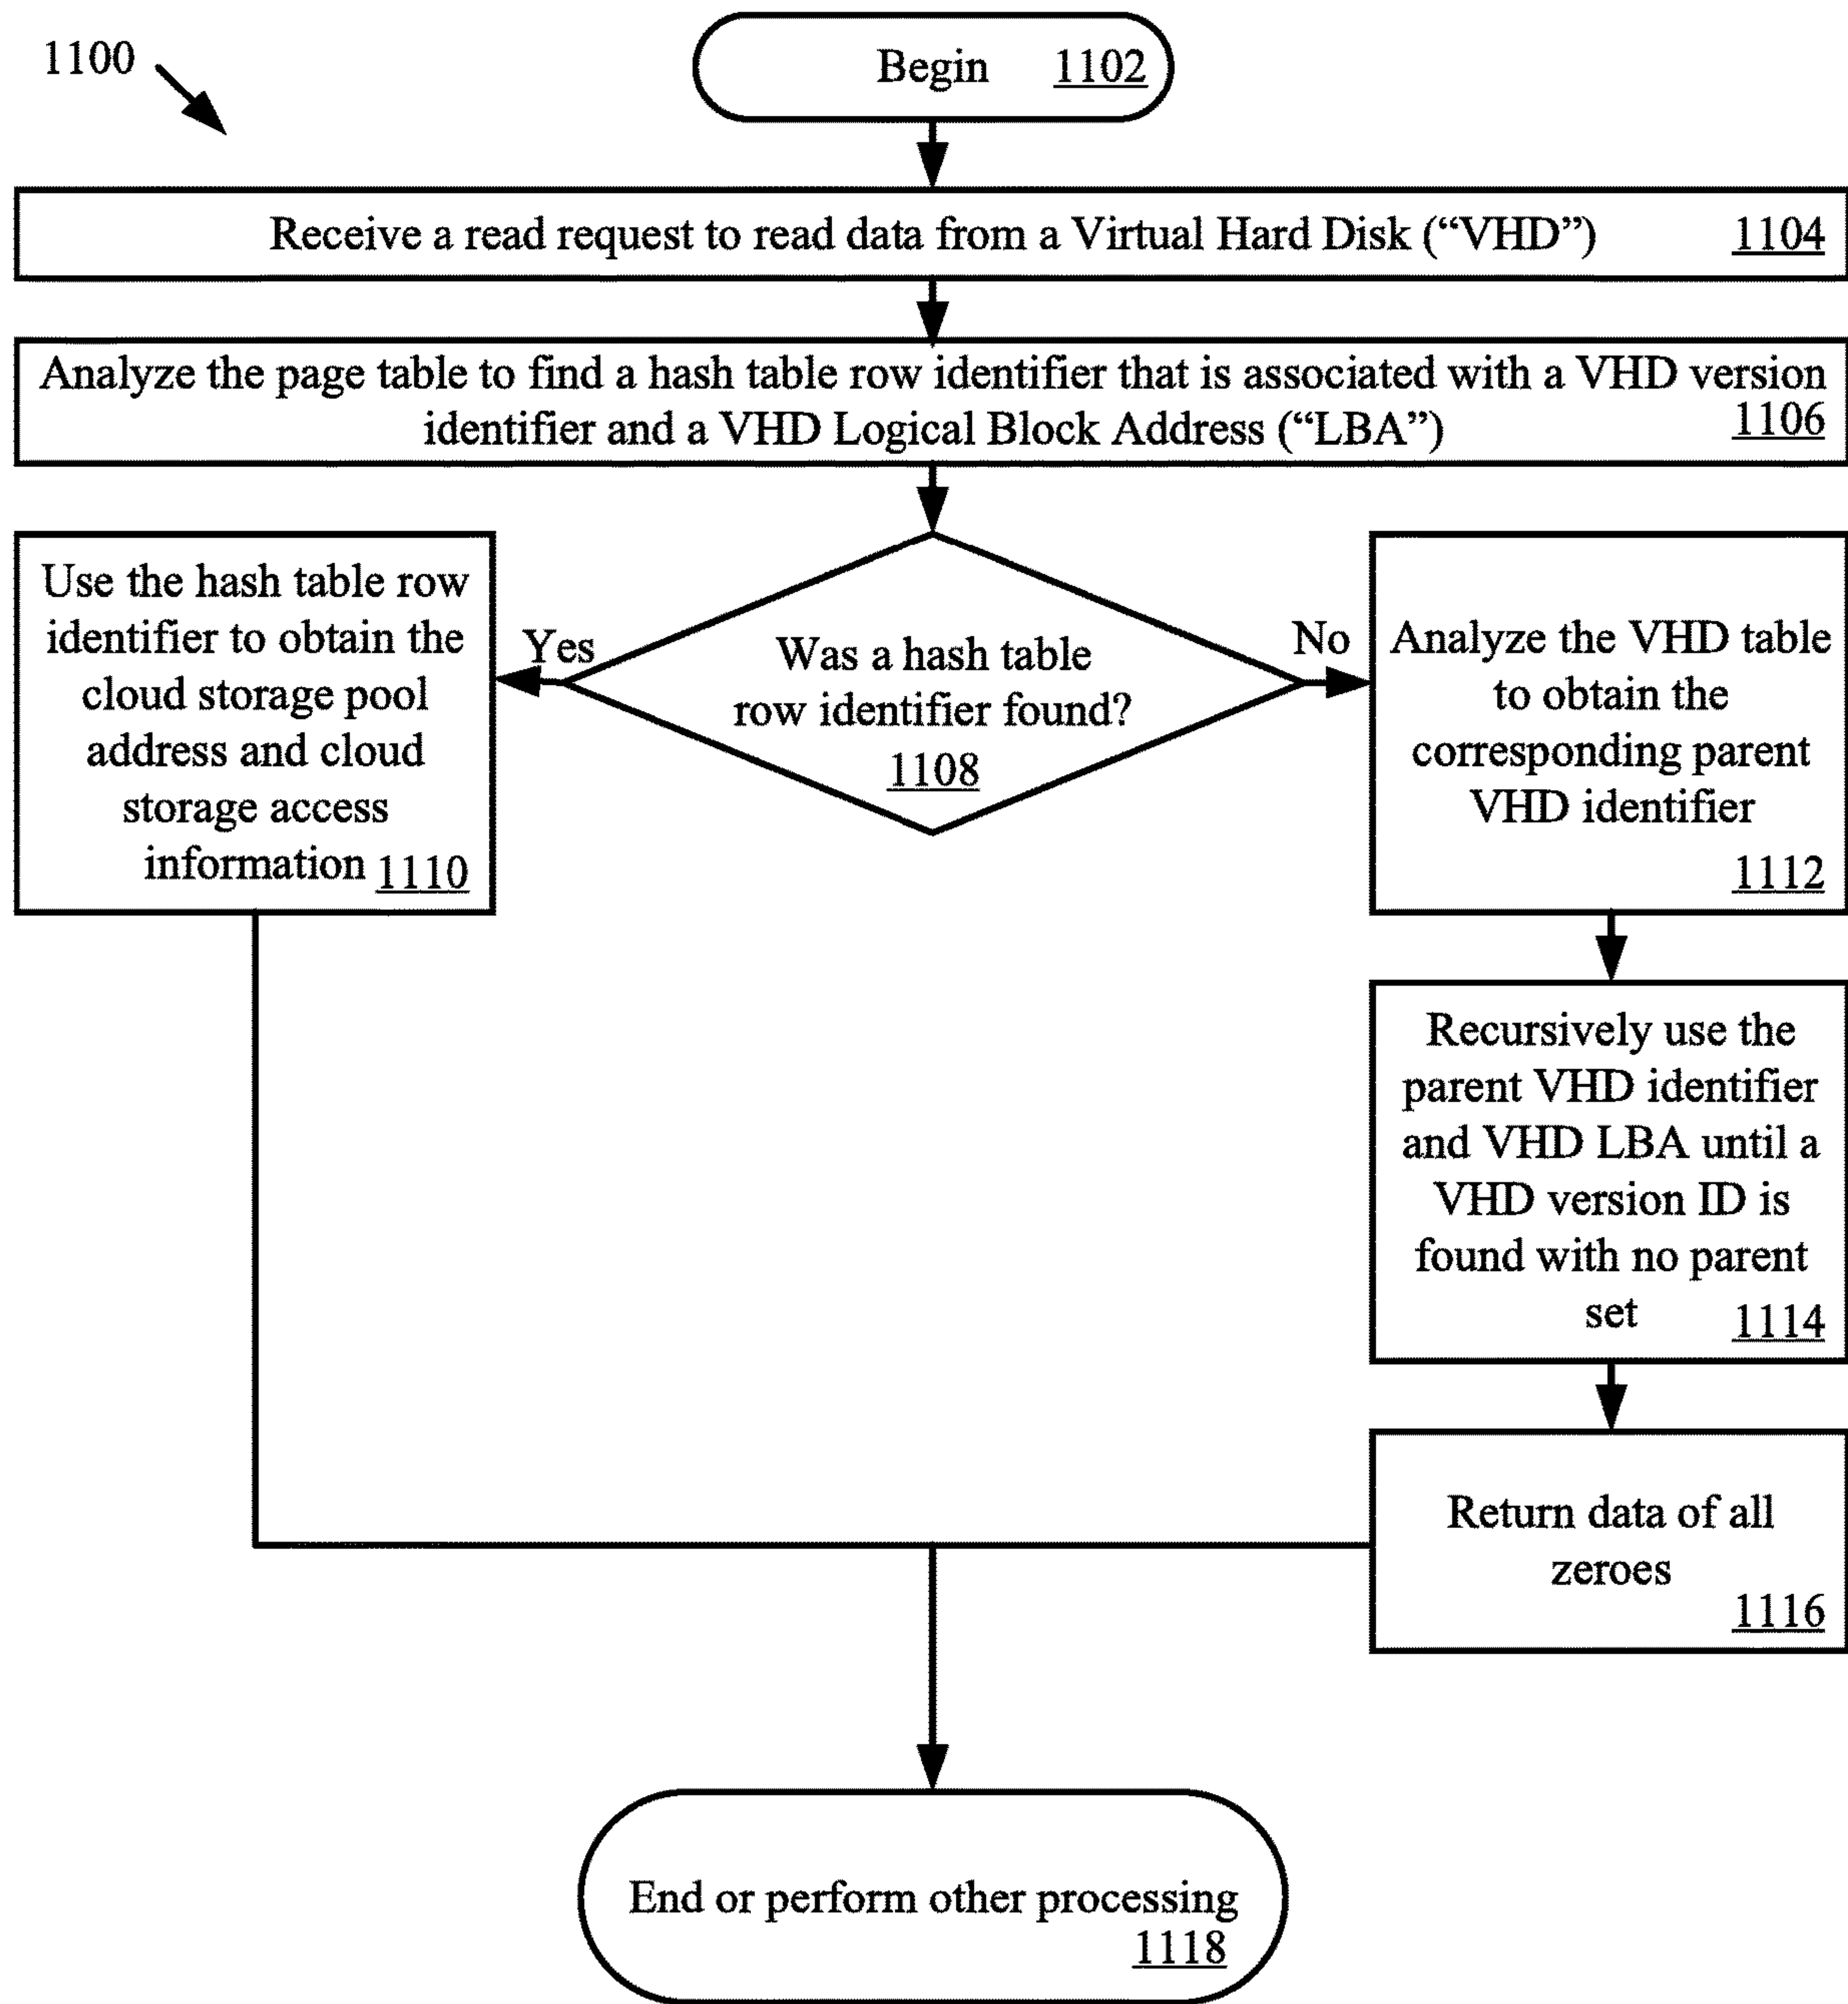 1100
Begin 1102
Receive a read request to read data from a Virtual Hard Disk (“VHD”) 1104
Analyze the page table to find a hash table row identifier that is associated with a VHD version
identifier and a VHD Logical Block Address (“LBA”) 1106
Use the hash table row
identifier to obtain the
cloud storage pool
address and cloud
storage access
information 1110
Yes
Was a hash table
row identifier found?
1108
No
Analyze the VHD table
to obtain the
corresponding parent
VHD identifier
1112
Recursively use the
parent VHD identifier
and VHD LBA until a
VHD version ID is
found with no parent
set 1114
Return data of all
zeroes
1116
End or perform other processing
1118